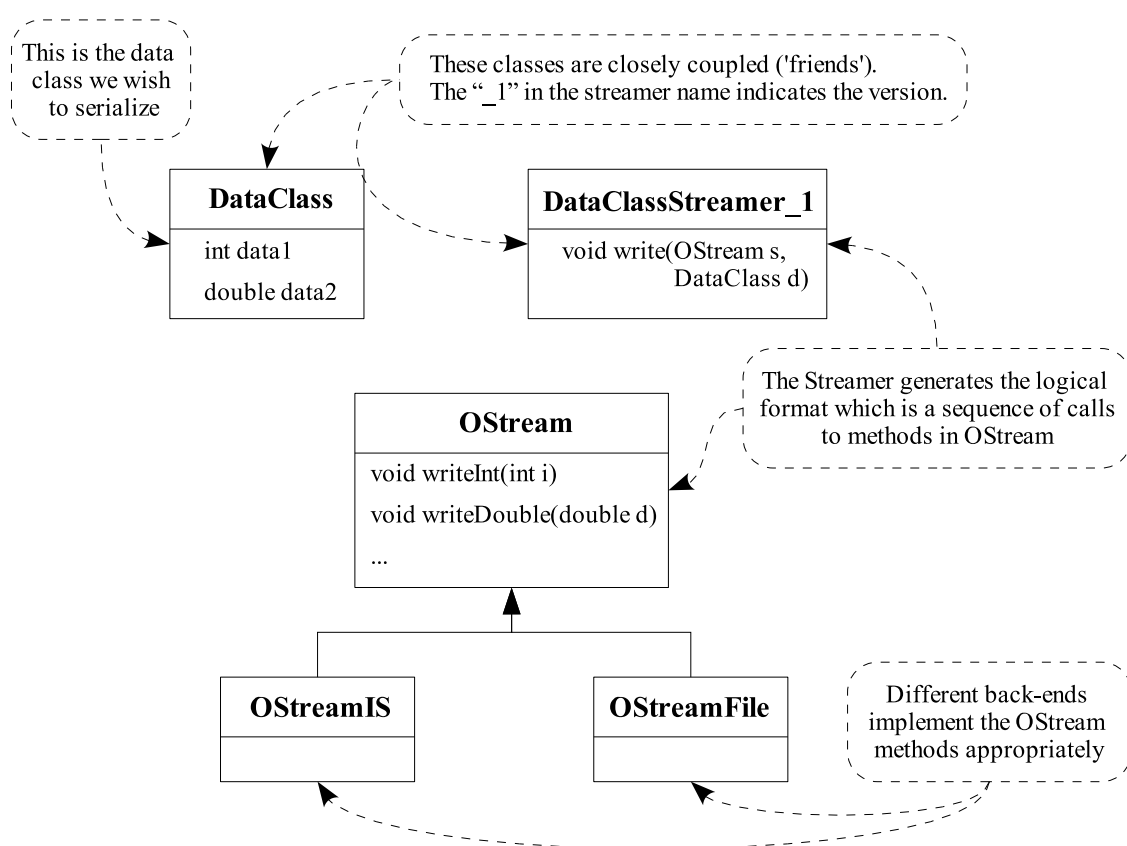 This is the data
class we wish
to serialize
These classes are closely coupled ('friends').
The “_1” in the streamer name indicates the version.
DataClass
int data1
double data2
DataClassStreamer_1
void write(OStream s,
DataClass d)
The Streamer generates the logical
format which is a sequence of calls
to methods in OStream
OStream
void writeInt(int i)
void writeDouble(double d)
...
OStreamIS
OStreamFile
Different back-ends
implement the OStream
methods appropriately